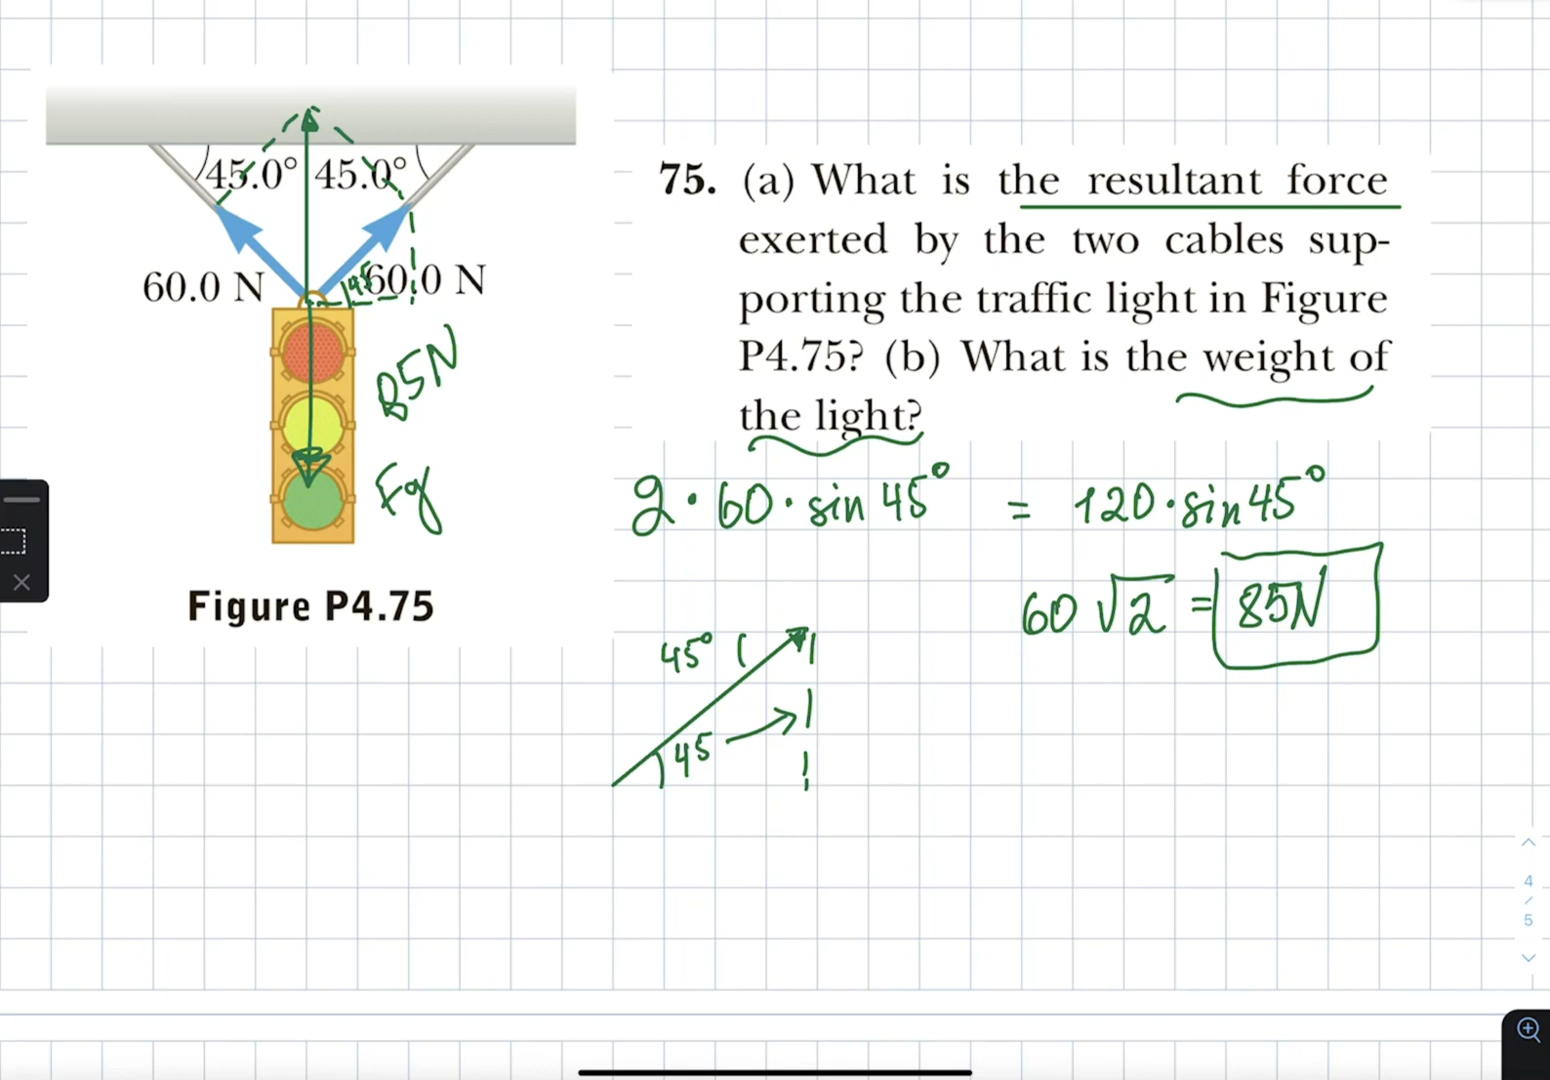 45.0° 45.0°
60.0 N 60.0 N
45
85N
Fg
Figure P4.75
75. (a) What is the resultant force
exerted by the two cables sup-
porting the traffic light in Figure
P4.75? (b) What is the weight of
the light?
2 · 60 · sin 45° = 120 · sin 45°
60 √2 = 85N
45°
45
4
/
5